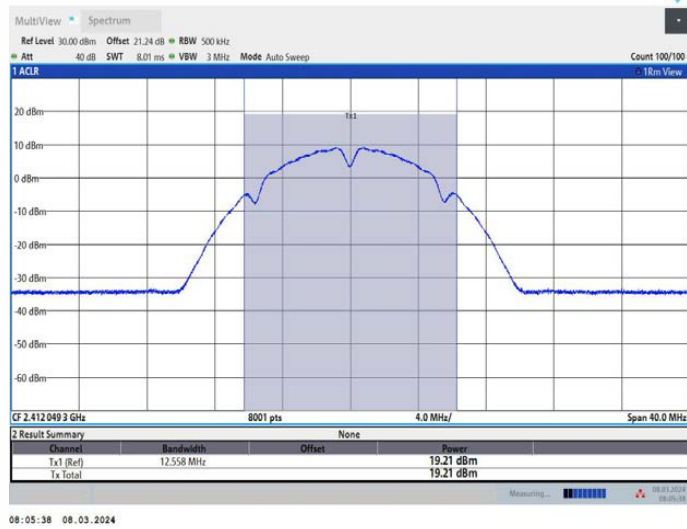 MultiView Spectrum
Ref Level 30.00 dBm Offset 21.24 dB RBW 500 kHz
Att 40 dB SWT 8.01 ms VBW 3 MHz Mode Auto Sweep Count 100/100
1 ACLR 1Rm View
Tx1
20 dBm
10 dBm
0 dBm
-10 dBm
-20 dBm
-30 dBm
-40 dBm
-50 dBm
-60 dBm
CF 2.412 049 3 GHz 8001 pts 4.0 MHz/ Span 40.0 MHz
2 Result Summary None
Channel Bandwidth Offset Power
Tx1 (Ref) 12.558 MHz 19.21 dBm
Tx Total 19.21 dBm
Measuring... 08.03.2024
08:05:38
08:05:38 08.03.2024